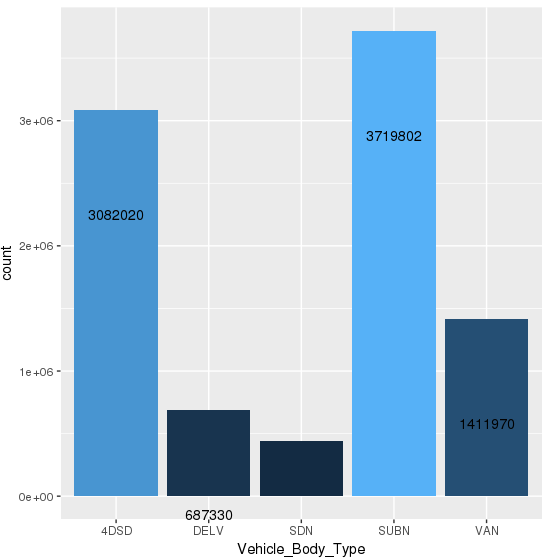 3e+06
2e+06
1e+06
0e+00
count
3719802
3082020
1411970
687330
4DSD DELV SDN SUBN VAN
Vehicle_Body_Type